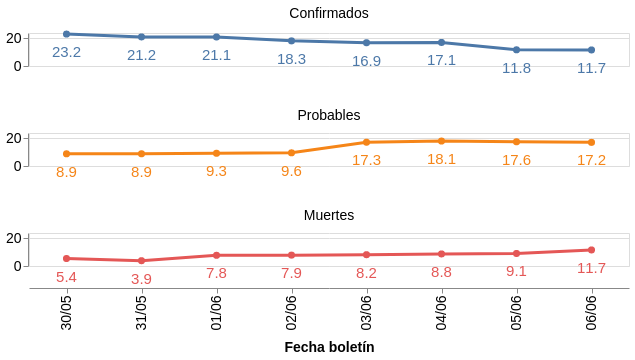 Confirmados
20
0
23.2 21.2 21.1 18.3 16.9 17.1 11.8 11.7
Probables
20
0
8.9 8.9 9.3 9.6 17.3 18.1 17.6 17.2
Muertes
20
0
5.4 3.9 7.8 7.9 8.2 8.8 9.1 11.7
30/05 31/05 01/06 02/06 03/06 04/06 05/06 06/06
Fecha boletín